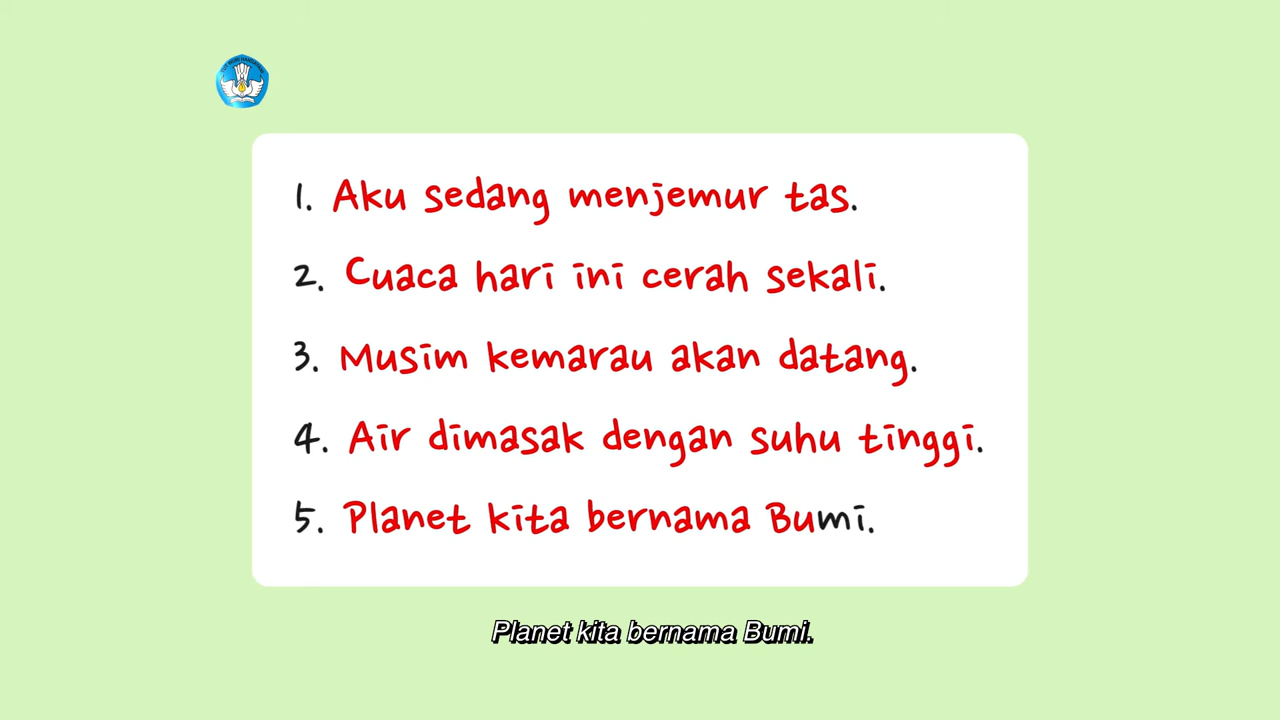 1. Aku sedang menjemur tas.
2. Cuaca hari ini cerah sekali.
3. Musim kemarau akan datang.
4. Air dimasak dengan suhu tinggi.
5. Planet kita bernama Bumi.
Planet kita bernama Bumi.